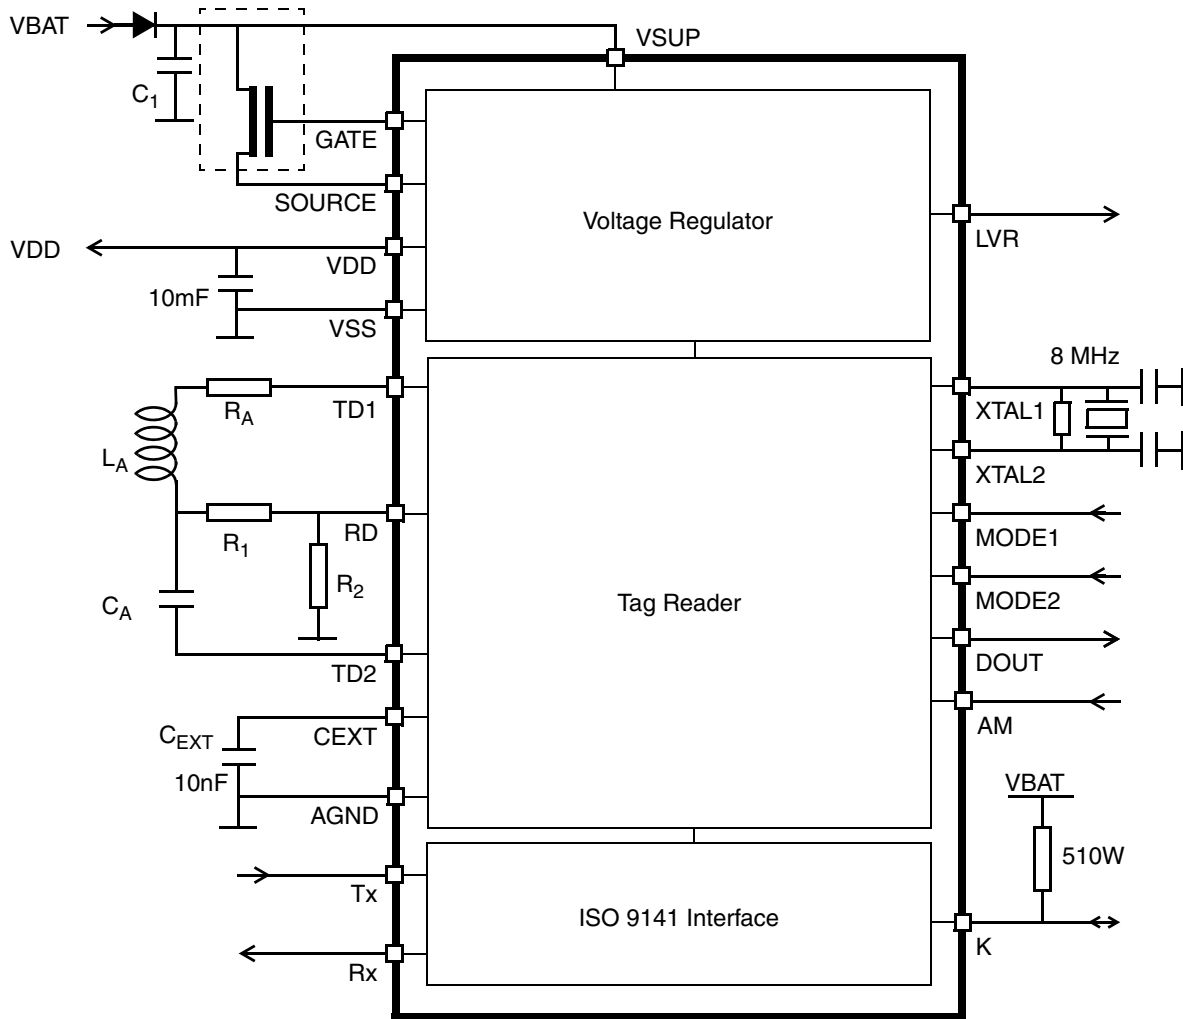 VBAT
VSUP
C1
GATE
SOURCE
Voltage Regulator
LVR
VDD
VDD
10mF
VSS
8 MHz
RA
TD1
XTAL1
LA
XTAL2
R1
RD
MODE1
R2
CA
Tag Reader
MODE2
DOUT
TD2
AM
CEXT
CEXT
10nF
AGND
VBAT
510W
Tx
ISO 9141 Interface
K
Rx